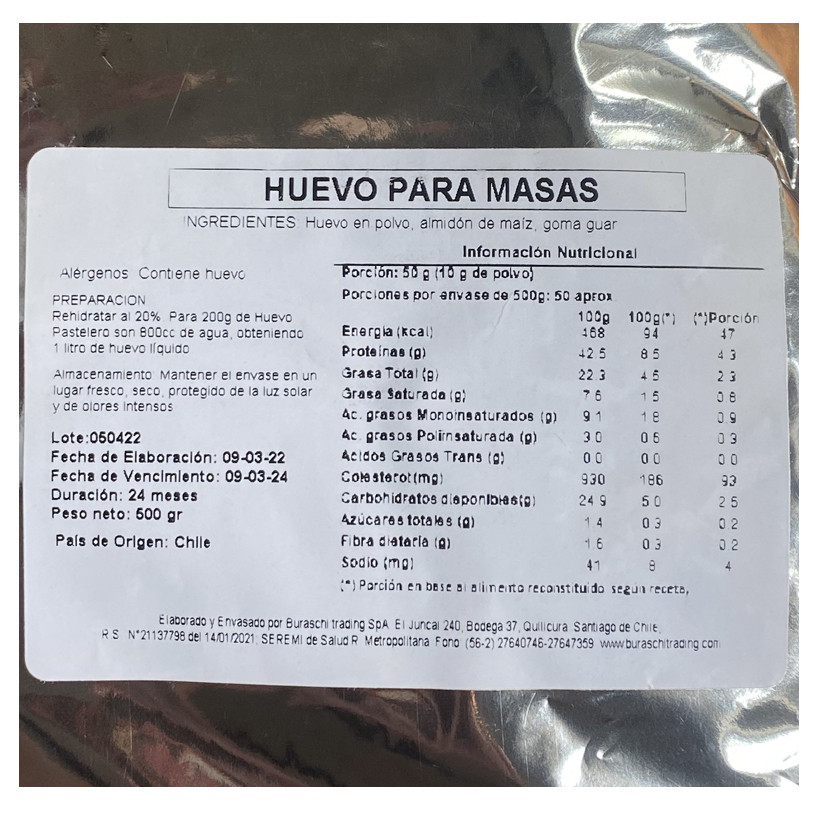 HUEVO PARA MASAS
INGREDIENTES: Huevo en polvo, almidón de maíz, goma guar
Alérgenos Contiene huevo
PREPARACION
Rehidratar al 20% Para 200g de Huevo
Pastelero son 800cc de agua, obteniendo
1 litro de huevo líquido
Almacenamiento Mantener el envase en un
lugar fresco, seco, protegido de la luz solar
y de olores intensos
Lote:050422
Fecha de Elaboración: 09-03-22
Fecha de Vencimiento: 09-03-24
Duración: 24 meses
Peso neto: 500 gr
País de Origen: Chile
Información Nutricional
Porción: 50 g (10 g de polvo)
Porciones por envase de 500g: 50 aprox
100g 100g(*) (*)Porción
Energía (kcal) 468 94 47
Proteínas (g) 42 5 8 5 4 3
Grasa Total (g) 22 3 4 5 2 3
Grasa Saturada (g) 7 6 1 5 0 8
Ac. grasos Monoinsaturados (g) 9 1 1 8 0.9
Ac. grasos Poliinsaturada (g) 3 0 0 6 0 3
Acidos Grasos Trans (g) 0 0 0 0 0 0
Colesterol(mg) 930 186 93
Carbohidratos disponibles(g) 24 9 5 0 2 5
Azúcares totales (g) 1 4 0 3 0.2
Fibra dietaria (g) 1 6 0 3 0.2
Sodio (mg) 41 8 4
(*) Porción en base al alimento reconstituido según receta,
Elaborado y Envasado por Buraschi trading SpA. El Juncal 240, Bodega 37, Quilicura. Santiago de Chile,
R.S. N°21137798 del 14/01/2021, SEREMI de Salud R. Metropolitana. Fono (56-2) 27640746-27647359 www.buraschitrading.com